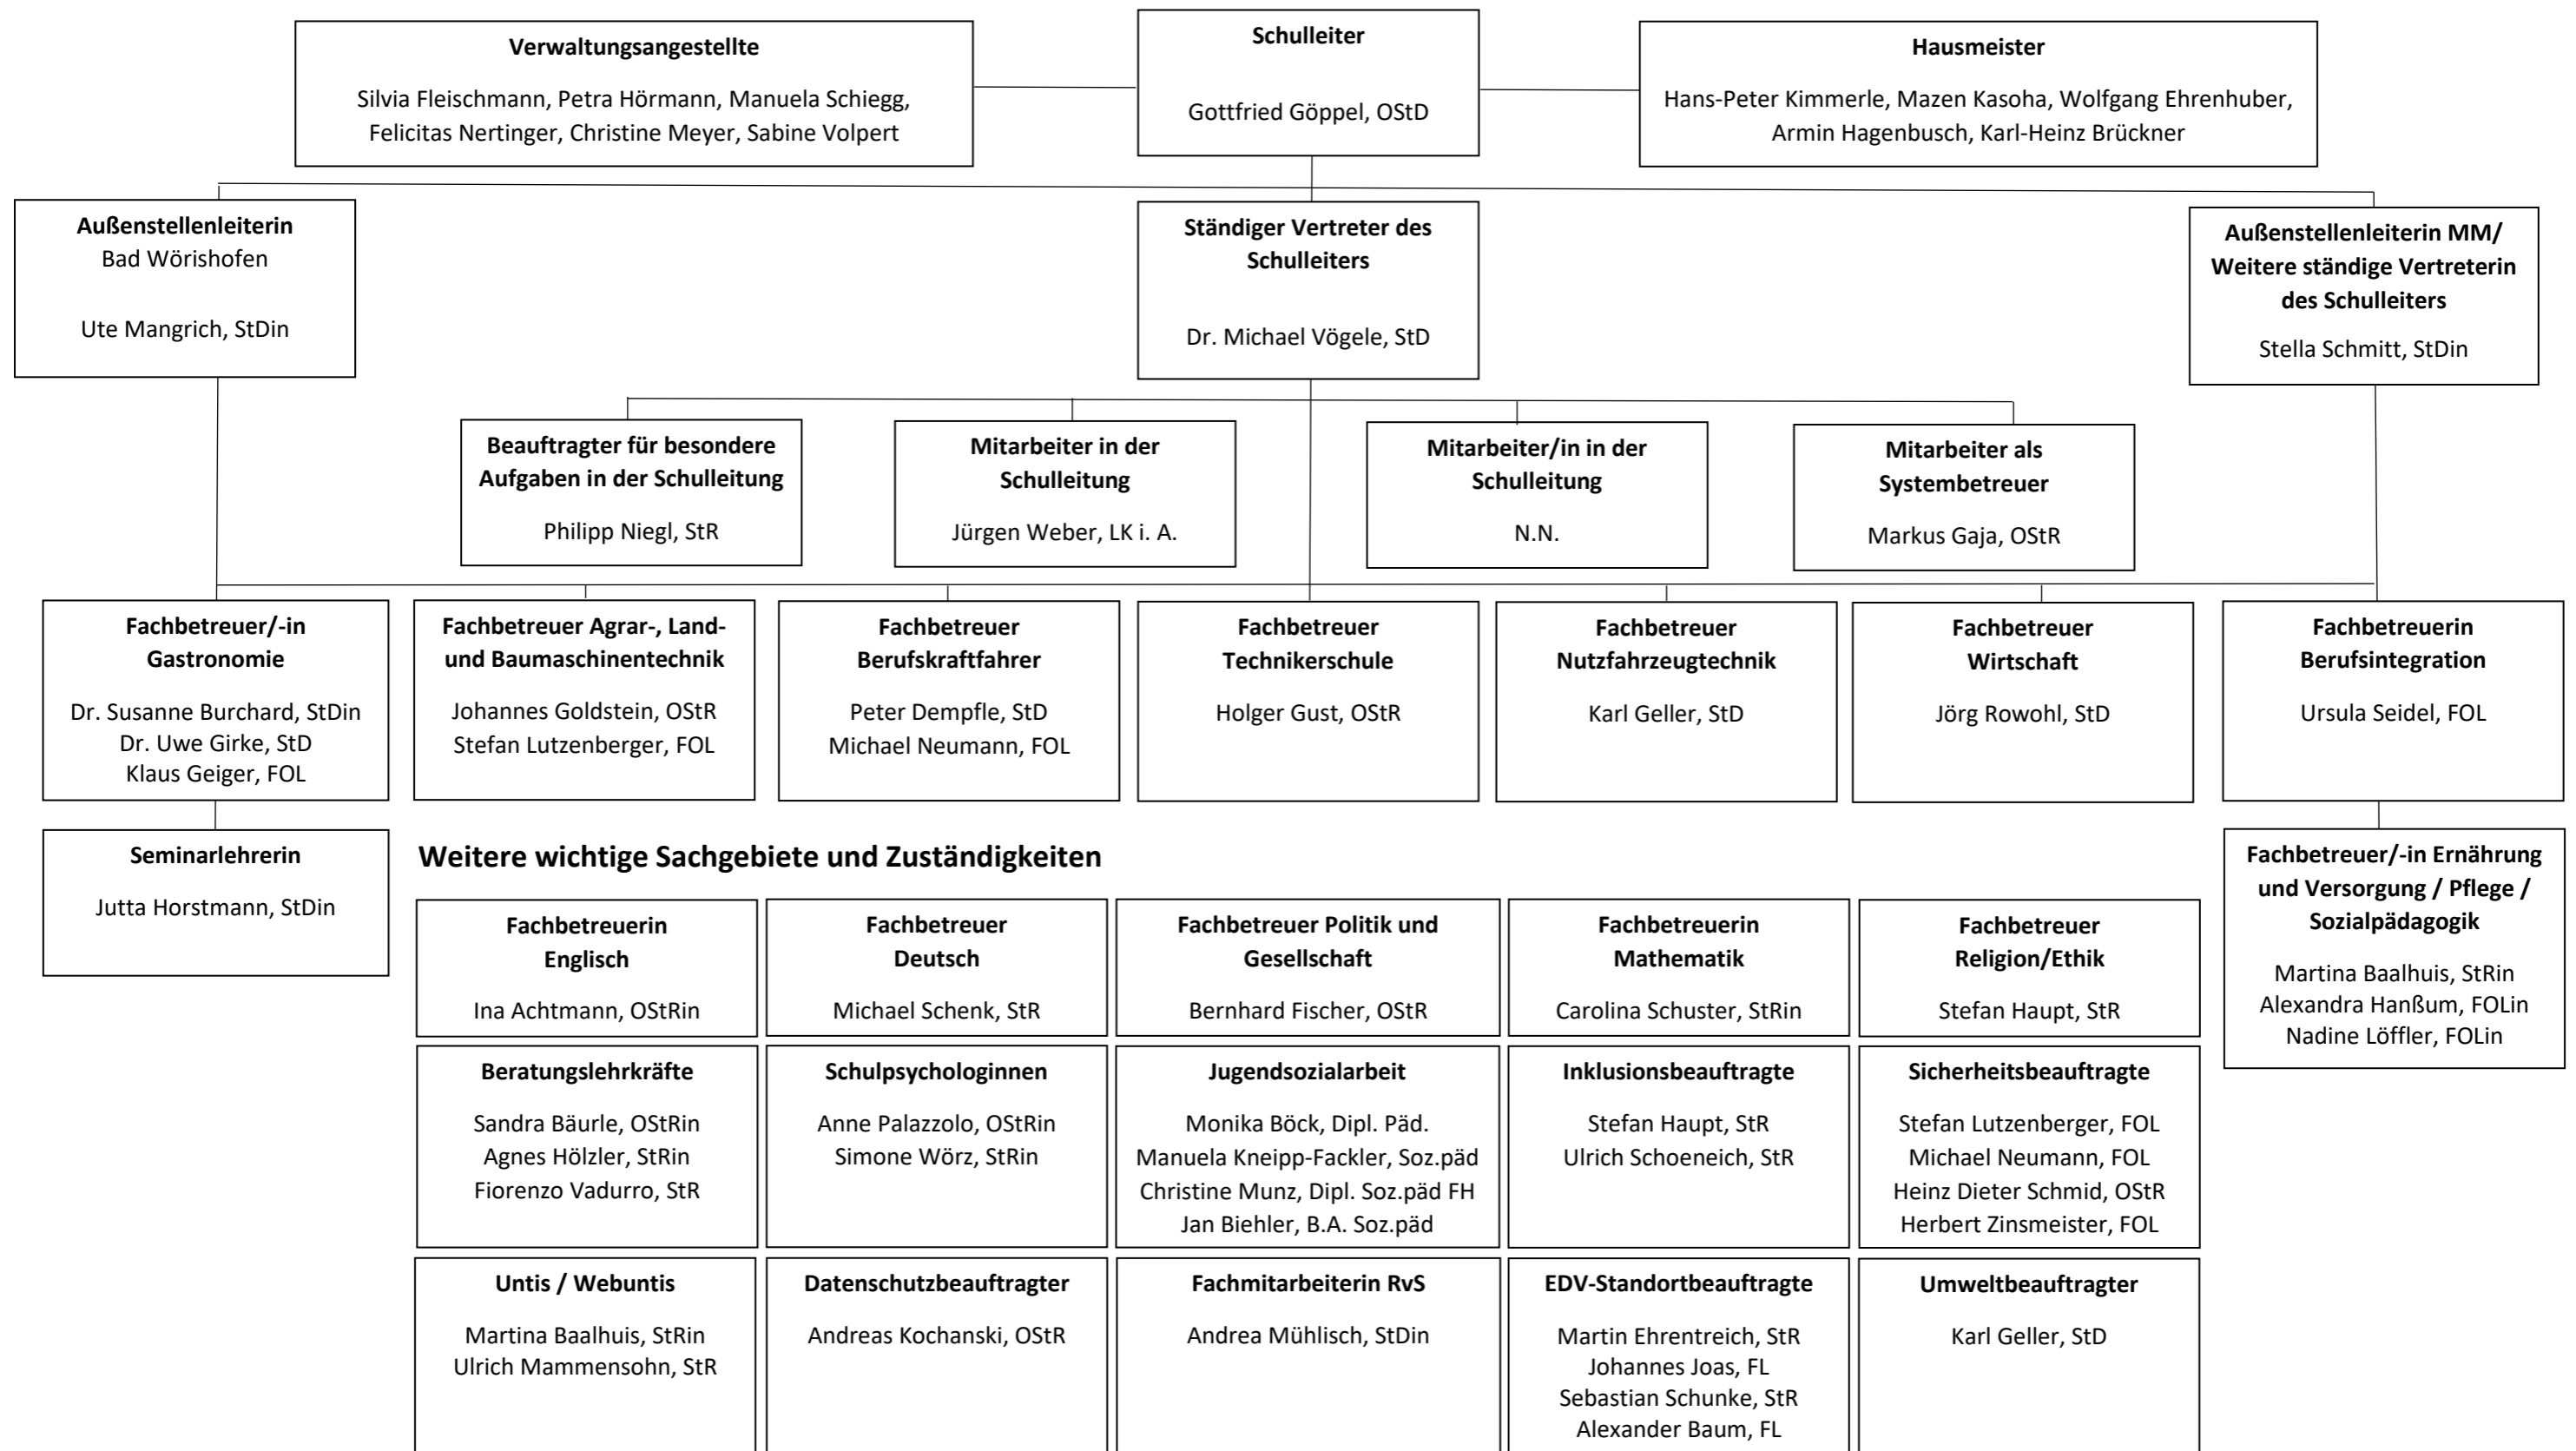 Verwaltungsangestellte
Silvia Fleischmann, Petra Hörmann, Manuela Schiegg,
Felicitas Nertinger, Christine Meyer, Sabine Volpert
Schulleiter
Gottfried Göppel, OStD
Hausmeister
Hans-Peter Kimmerle, Mazen Kasoha, Wolfgang Ehrenhuber,
Armin Hagenbusch, Karl-Heinz Brückner
Außenstellenleiterin
Bad Wörishofen
Ute Mangrich, StDin
Ständiger Vertreter des
Schulleiters
Dr. Michael Vögele, StD
Außenstellenleiterin MM/
Weitere ständige Vertreterin
des Schulleiters
Stella Schmitt, StDin
Beauftragter für besondere
Aufgaben in der Schulleitung
Philipp Niegl, StR
Mitarbeiter in der
Schulleitung
Jürgen Weber, LK i. A.
Mitarbeiter/in in der
Schulleitung
N.N.
Mitarbeiter als
Systembetreuer
Markus Gaja, OStR
Fachbetreuer/-in
Gastronomie
Dr. Susanne Burchard, StDin
Dr. Uwe Girke, StD
Klaus Geiger, FOL
Fachbetreuer Agrar-, Land-
und Baumaschinentechnik
Johannes Goldstein, OStR
Stefan Lutzenberger, FOL
Fachbetreuer
Berufskraftfahrer
Peter Dempfle, StD
Michael Neumann, FOL
Fachbetreuer
Technikerschule
Holger Gust, OStR
Fachbetreuer
Nutzfahrzeugtechnik
Karl Geller, StD
Fachbetreuer
Wirtschaft
Jörg Rowohl, StD
Fachbetreuerin
Berufsintegration
Ursula Seidel, FOL
Seminarlehrerin
Jutta Horstmann, StDin
Fachbetreuer/-in Ernährung
und Versorgung / Pflege /
Sozialpädagogik
Martina Baalhuis, StRin
Alexandra Hanßum, FOLin
Nadine Löffler, FOLin
Weitere wichtige Sachgebiete und Zuständigkeiten
Fachbetreuerin
Englisch
Ina Achtmann, OStRin
Fachbetreuer
Deutsch
Michael Schenk, StR
Fachbetreuer Politik und
Gesellschaft
Bernhard Fischer, OStR
Fachbetreuerin
Mathematik
Carolina Schuster, StRin
Fachbetreuer
Religion/Ethik
Stefan Haupt, StR
Beratungslehrkräfte
Sandra Bäurle, OStRin
Agnes Hölzler, StRin
Fiorenzo Vadurro, StR
Schulpsychologinnen
Anne Palazzolo, OStRin
Simone Wörz, StRin
Jugendsozialarbeit
Monika Böck, Dipl. Päd.
Manuela Kneipp-Fackler, Soz.päd
Christine Munz, Dipl. Soz.päd FH
Jan Biehler, B.A. Soz.päd
Inklusionsbeauftragte
Stefan Haupt, StR
Ulrich Schoeneich, StR
Sicherheitsbeauftragte
Stefan Lutzenberger, FOL
Michael Neumann, FOL
Heinz Dieter Schmid, OStR
Herbert Zinsmeister, FOL
Untis / Webuntis
Martina Baalhuis, StRin
Ulrich Mammensohn, StR
Datenschutzbeauftragter
Andreas Kochanski, OStR
Fachmitarbeiterin RvS
Andrea Mühlisch, StDin
EDV-Standortbeauftragte
Martin Ehrentreich, StR
Johannes Joas, FL
Sebastian Schunke, StR
Alexander Baum, FL
Umweltbeauftragter
Karl Geller, StD